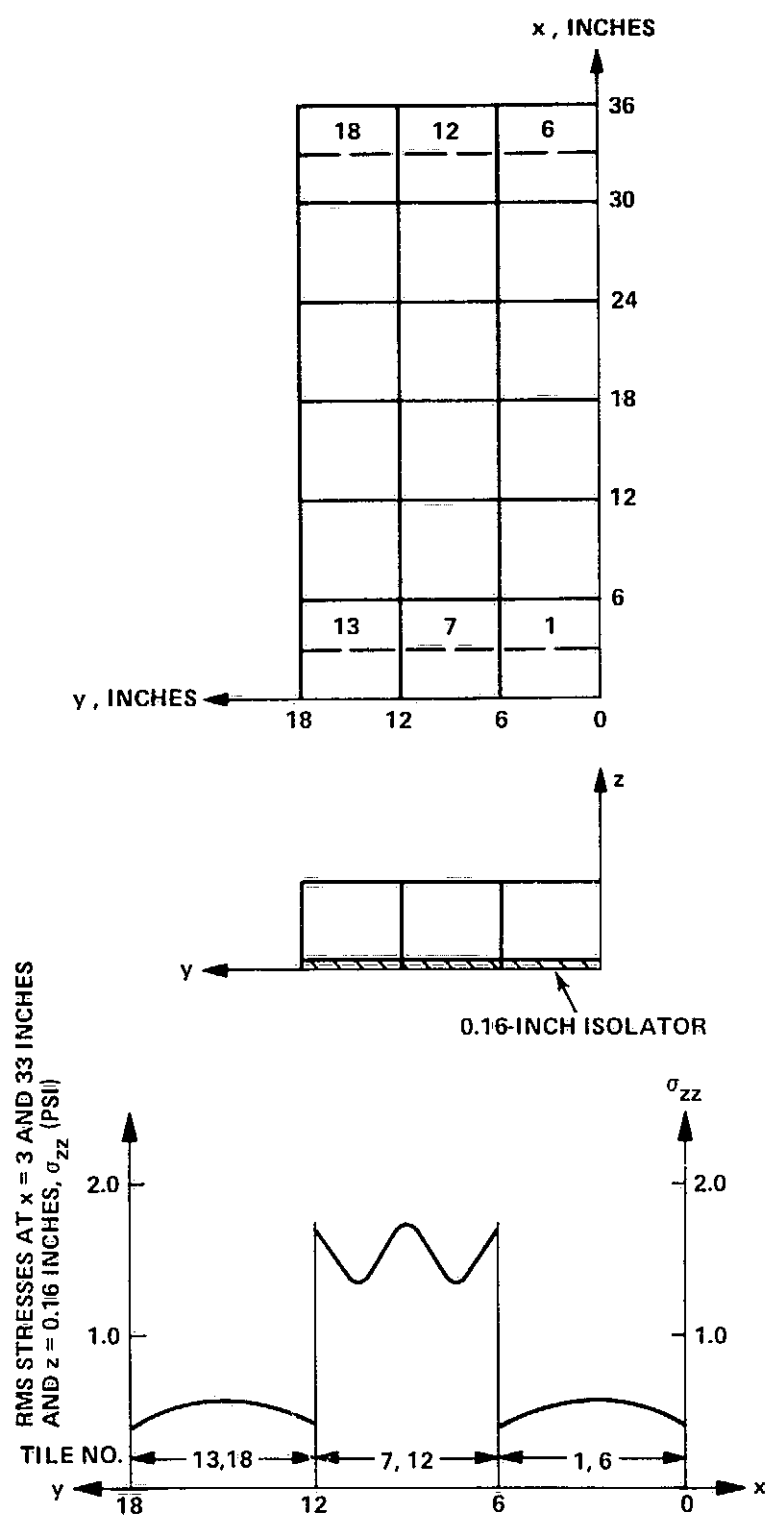 x , INCHES
36
18 12 6
30
24
18
12
6
13 7 1
y , INCHES
18 12 6 0
z
y
0.16-INCH ISOLATOR
RMS STRESSES AT x = 3 AND 33 INCHES
AND z = 0.16 INCHES, σzz (PSI)
σzz
2.0 2.0
1.0 1.0
TILE NO. 13,18 7, 12 1, 6
y x
18 12 6 0